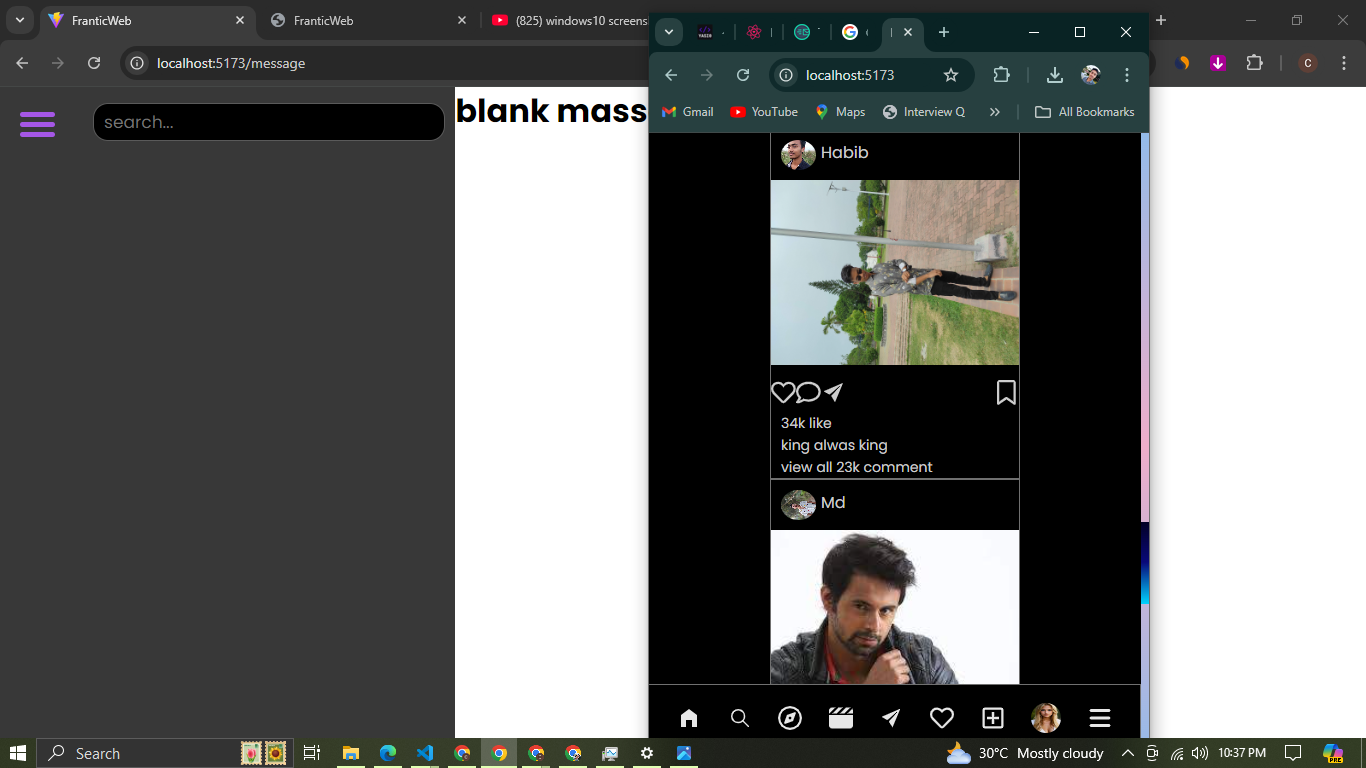 FranticWeb
FranticWeb
(825) windows10 screens
localhost:5173/message
search...
blank mass
localhost:5173
Gmail
YouTube
Maps
Interview Q
All Bookmarks
Habib
34k like
king alwas king
view all 23k comment
Md
C
Search
30°C Mostly cloudy
10:37 PM